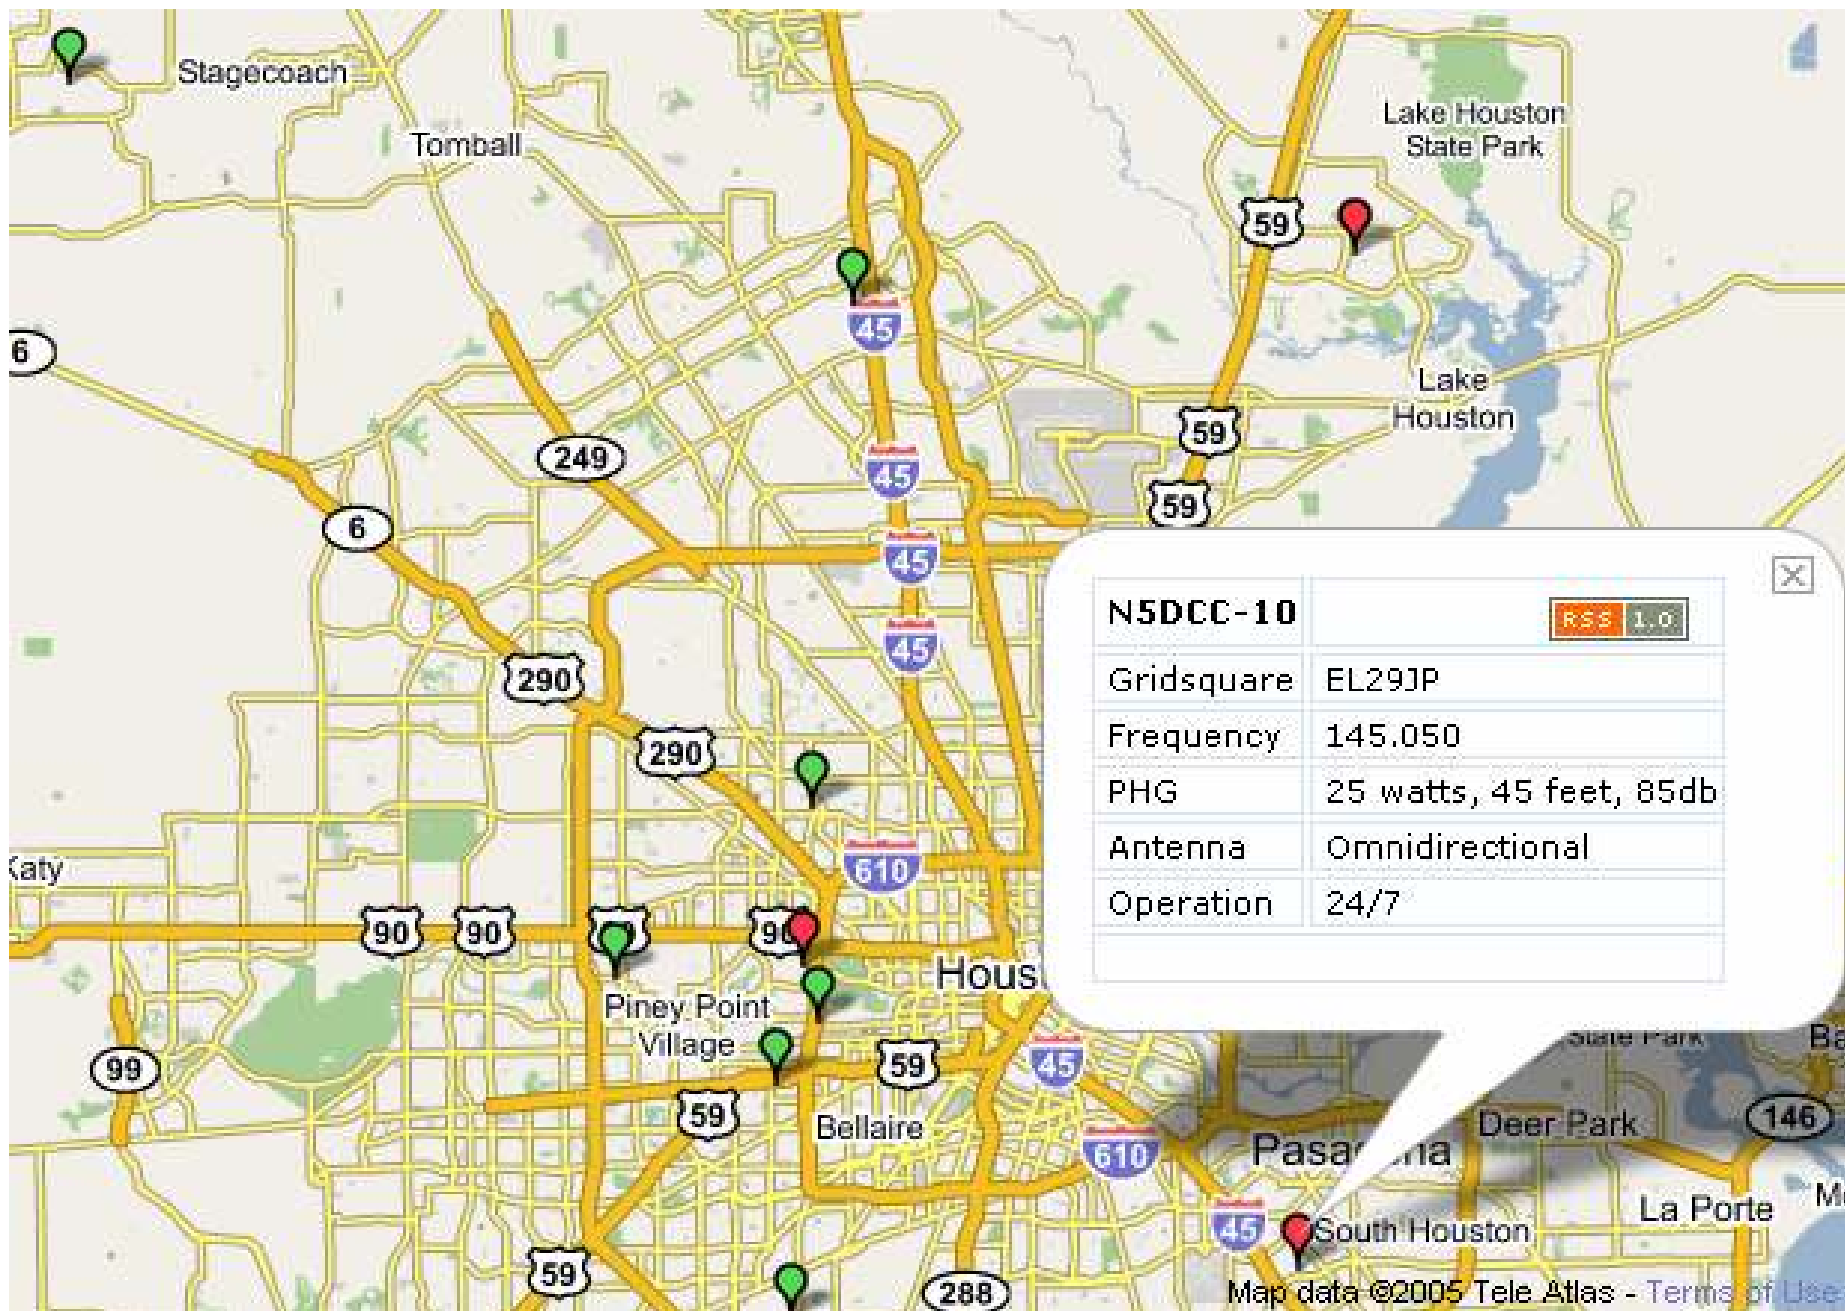 Stagecoach
Tomball
Lake Houston
State Park
59
45
6
Lake
Houston
59
249
45
59
6
45
45
290
290
N5DCC-10
RSS 1.0
Gridsquare EL29JP
Frequency 145.050
PHG 25 watts, 45 feet, 85db
Antenna Omnidirectional
Operation 24/7
610
90
90
Piney Point
Village
99
59
45
59
Bellaire
610
Pasa
Deer Park
146
La Porte
45
South Houston
59
288
Map data ©2005 Tele Atlas - Terms of Use